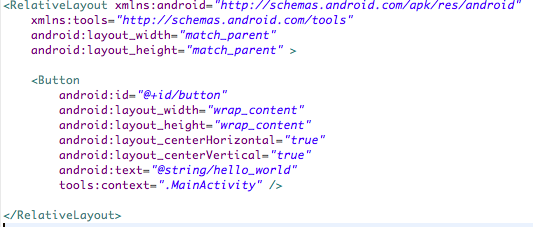 <RelativeLayout xmlns:android="http://schemas.android.com/apk/res/android"
    xmlns:tools="http://schemas.android.com/tools"
    android:layout_width="match_parent"
    android:layout_height="match_parent" >

    <Button
        android:id="@+id/button"
        android:layout_width="wrap_content"
        android:layout_height="wrap_content"
        android:layout_centerHorizontal="true"
        android:layout_centerVertical="true"
        android:text="@string/hello_world"
        tools:context=".MainActivity" />

</RelativeLayout>